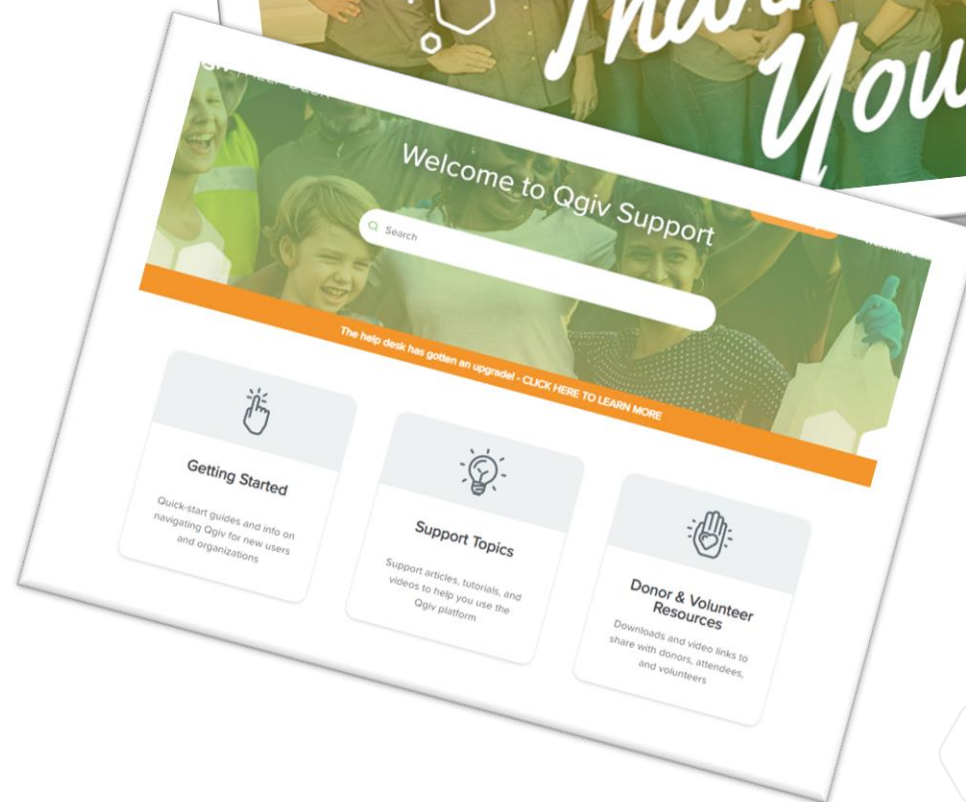 Thank
You
HELP DESK
Welcome to Qgiv Support
Search
The help desk has gotten an upgrade! - CLICK HERE TO LEARN MORE
Getting Started
Quick-start guides and info on
navigating Qgiv for new users
and organizations
Support Topics
Support articles, tutorials, and
videos to help you use the
Qgiv platform
Donor & Volunteer
Resources
Downloads and video links to
share with donors, attendees,
and volunteers